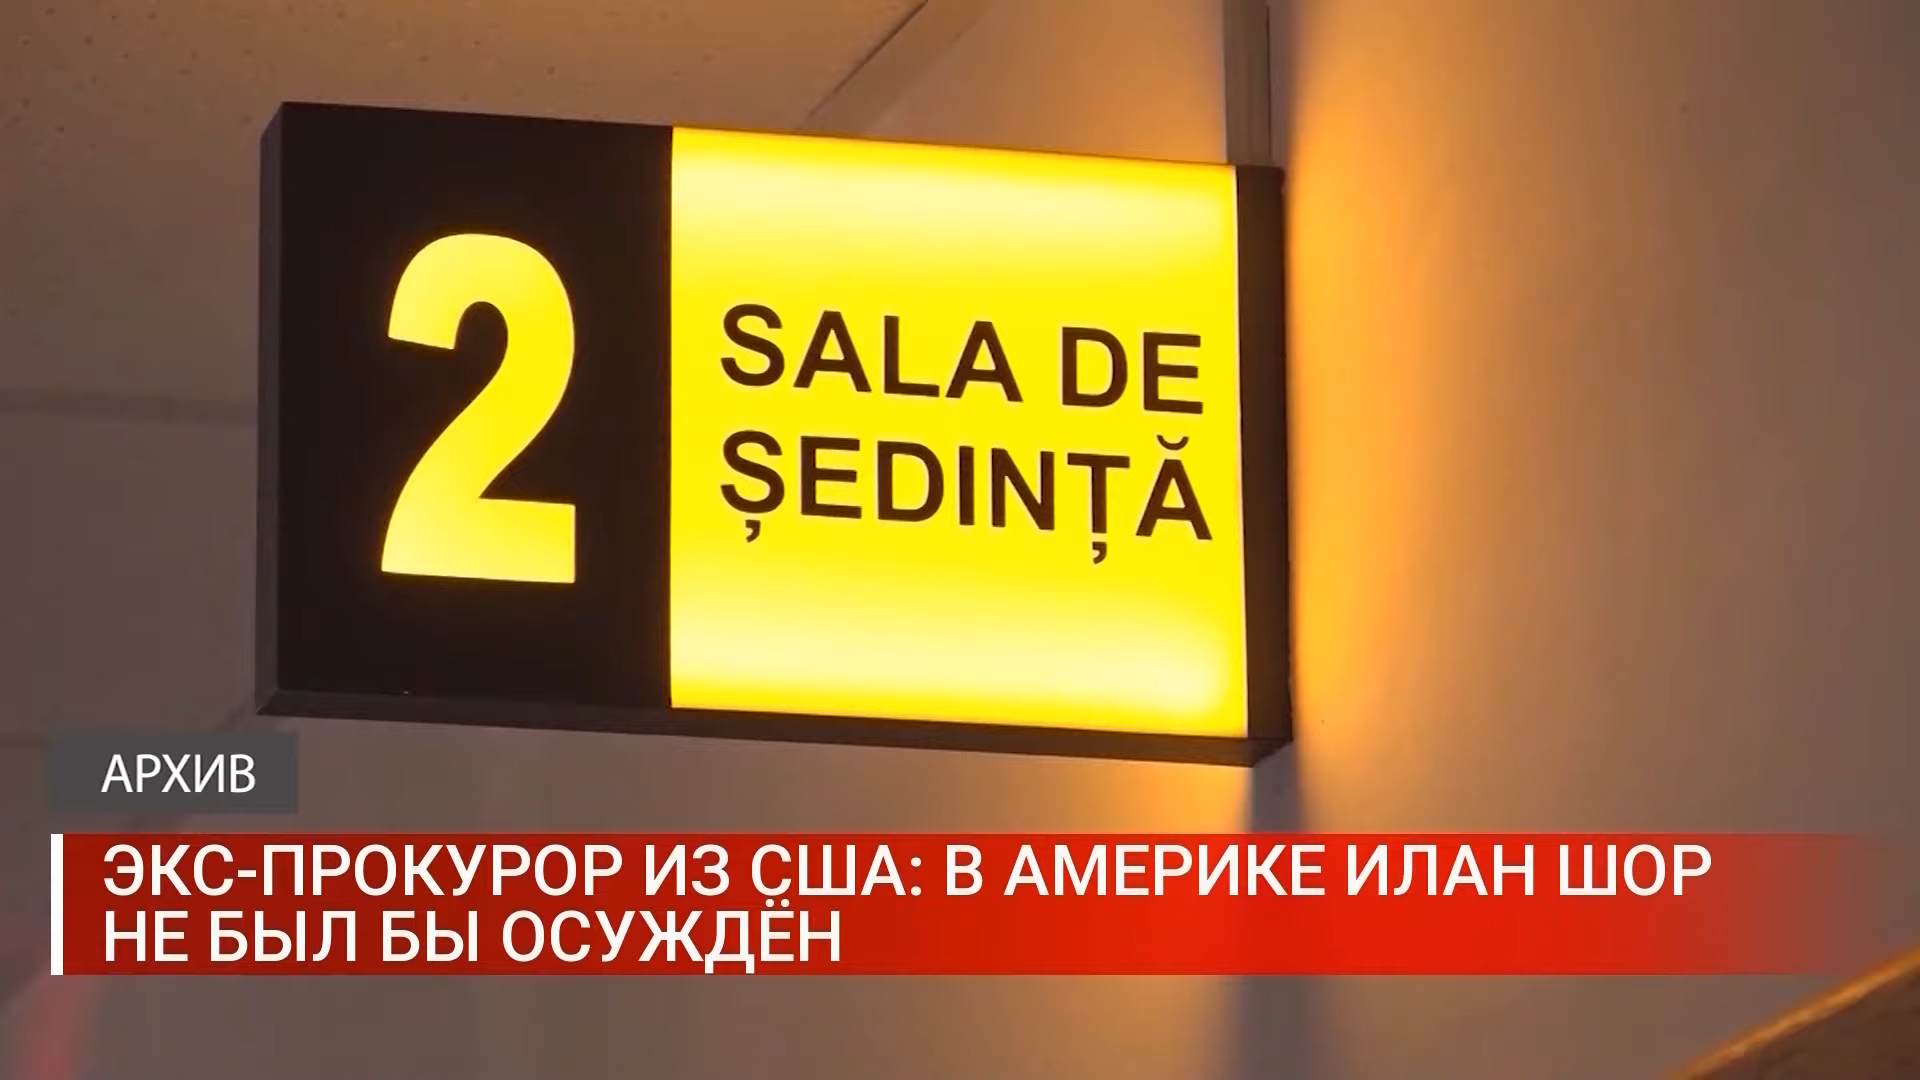 2
SALA DE
ȘEDINȚĂ
АРХИВ
ЭКС-ПРОКУРОР ИЗ США: В АМЕРИКЕ ИЛАН ШОР
НЕ БЫЛ БЫ ОСУЖДЁН